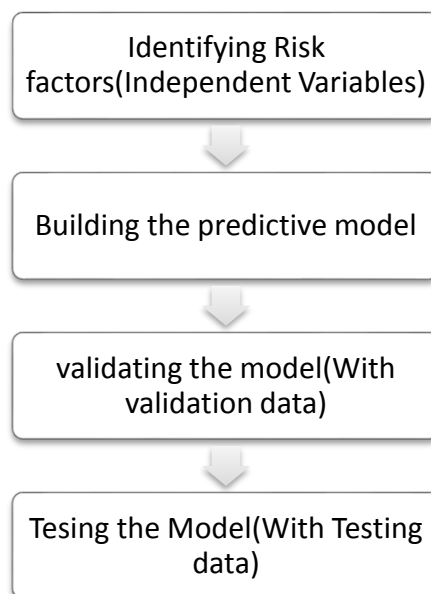 Identifying Risk
factors(Independent Variables)
Building the predictive model
validating the model(With
validation data)
Tesing the Model(With Testing
data)